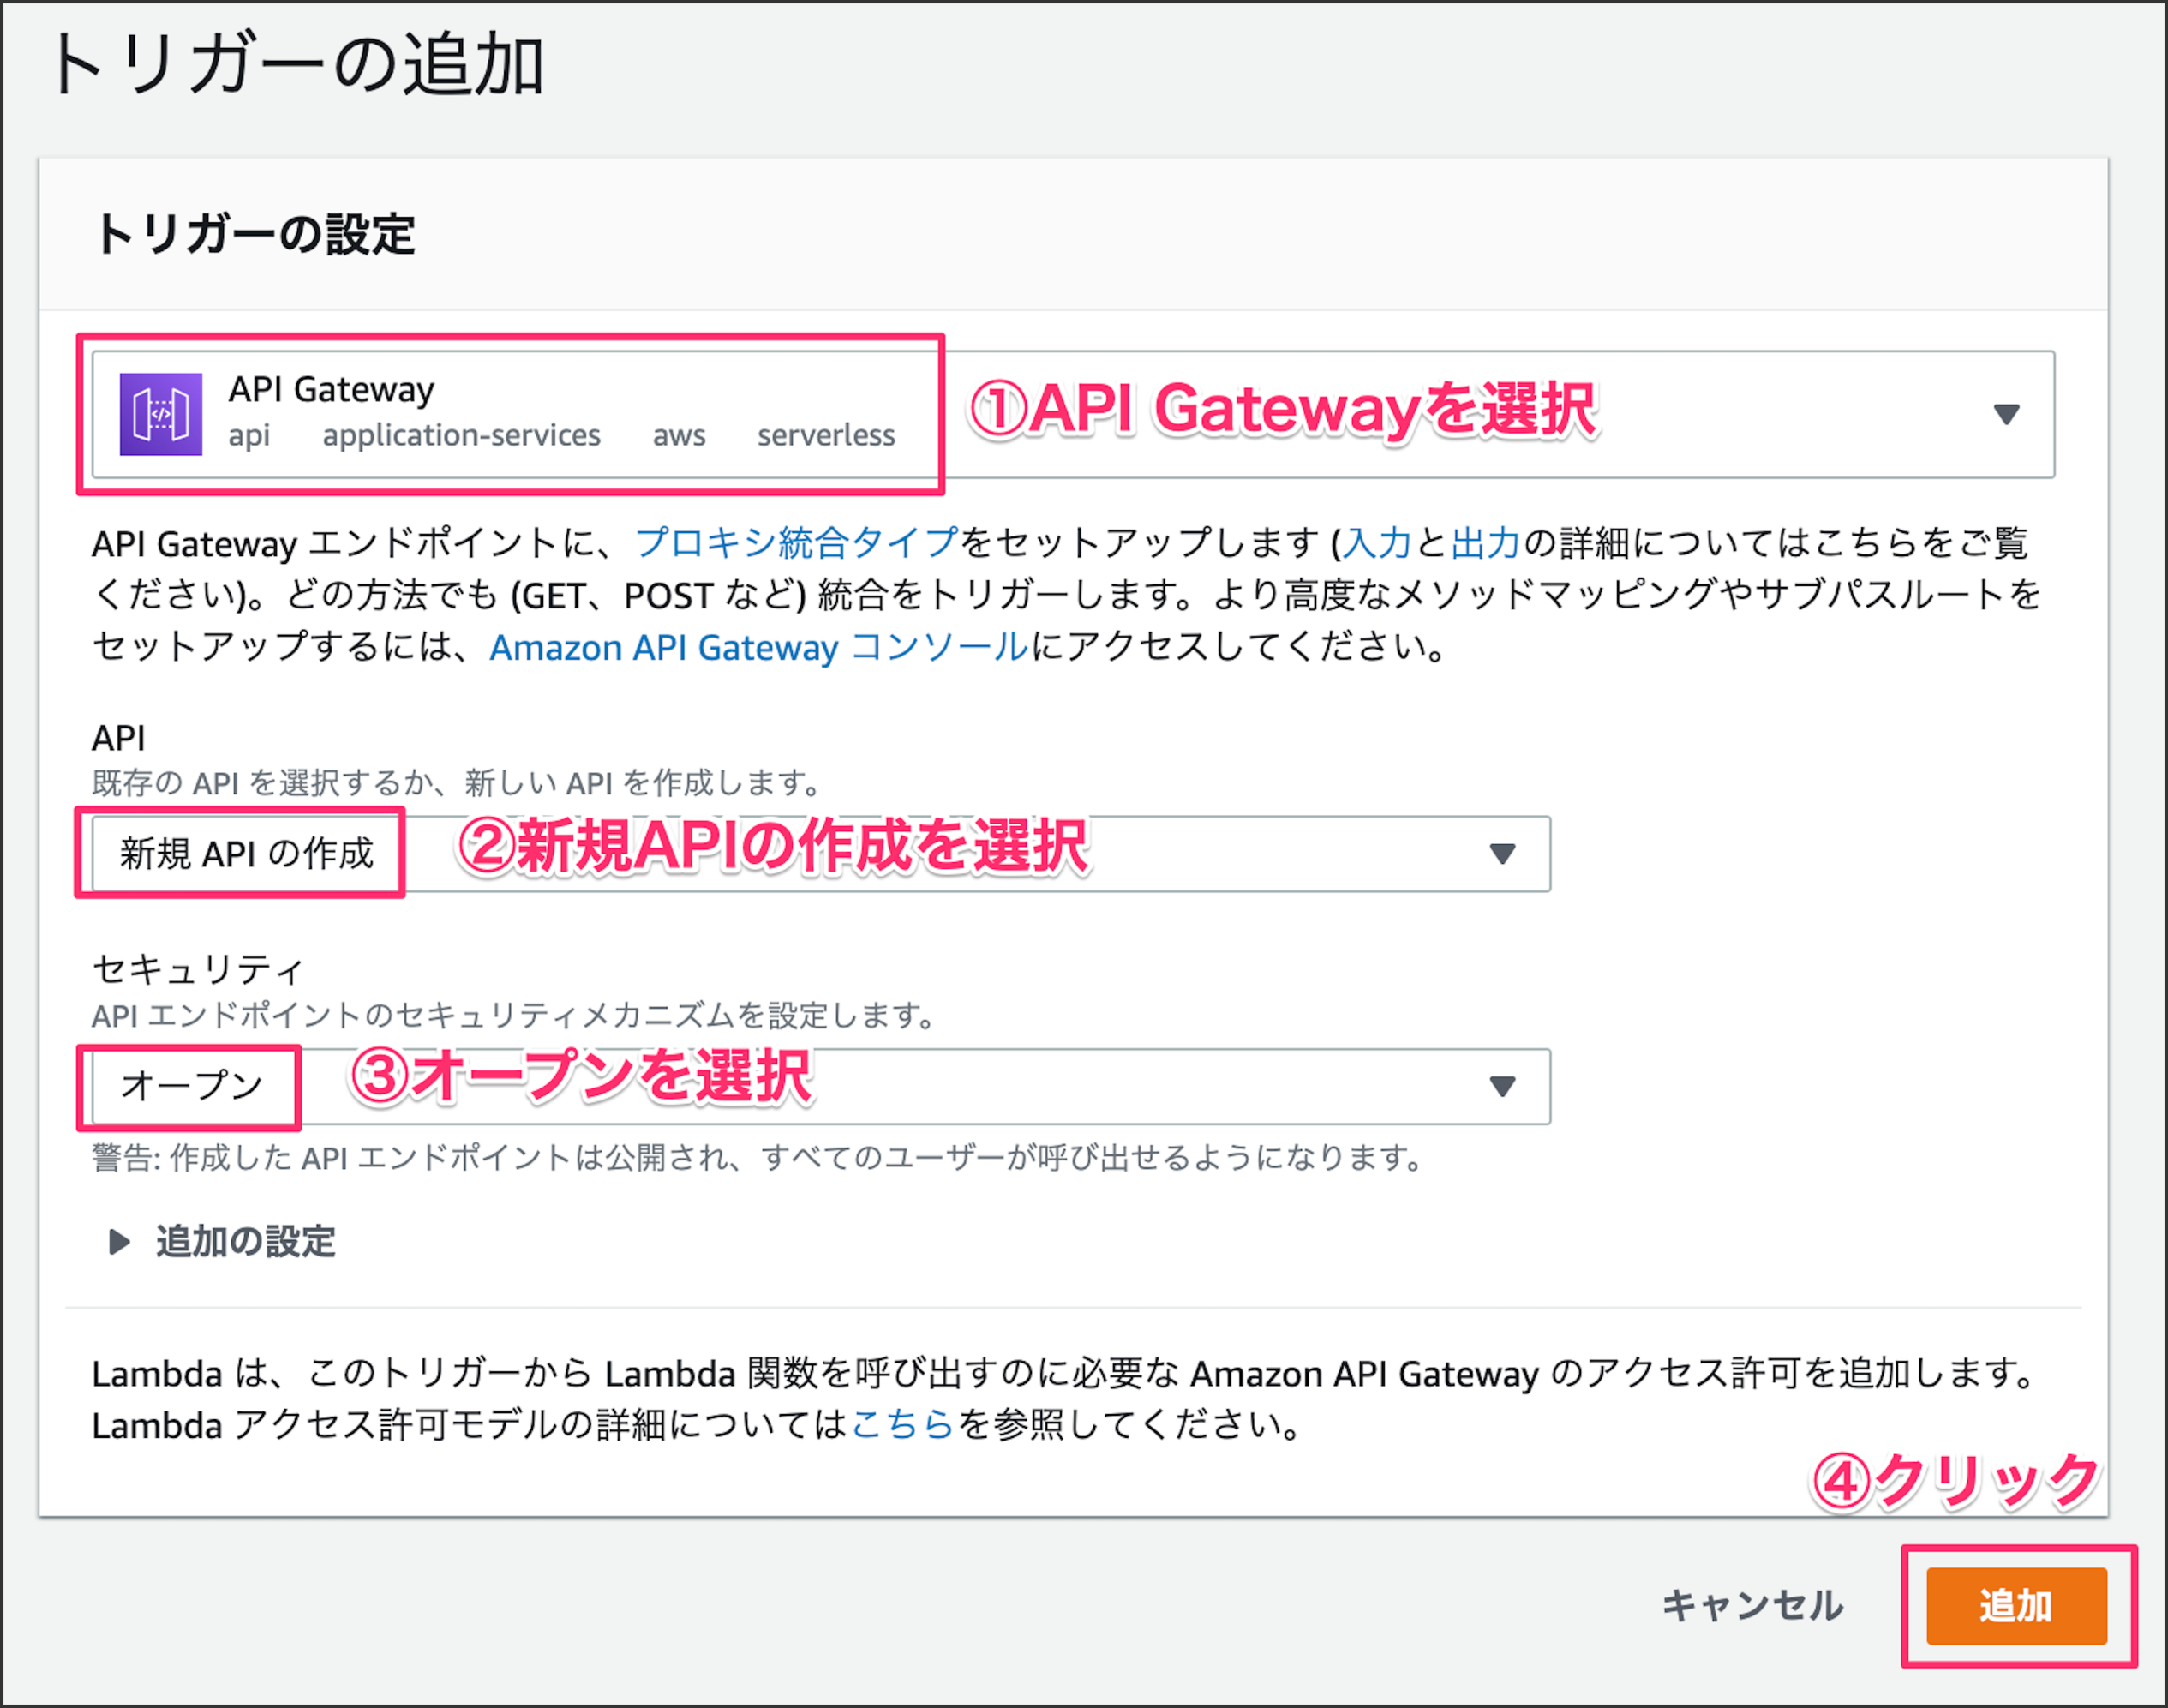 トリガーの追加
トリガーの設定
API Gateway
api application-services aws serverless
①API Gatewayを選択
API Gateway エンドポイントに、プロキシ統合タイプをセットアップします (入力と出力の詳細についてはこちらをご覧
ください)。どの方法でも (GET、POST など) 統合をトリガーします。より高度なメソッドマッピングやサブパスルートを
セットアップするには、Amazon API Gateway コンソールにアクセスしてください。
API
既存の API を選択するか、新しい API を作成します。
新規 API の作成
②新規APIの作成を選択
セキュリティ
API エンドポイントのセキュリティメカニズムを設定します。
オープン
③オープンを選択
警告: 作成した API エンドポイントは公開され、すべてのユーザーが呼び出せるようになります。
追加の設定
Lambda は、このトリガーから Lambda 関数を呼び出すのに必要な Amazon API Gateway のアクセス許可を追加します。
Lambda アクセス許可モデルの詳細についてはこちらを参照してください。
④クリック
キャンセル
追加